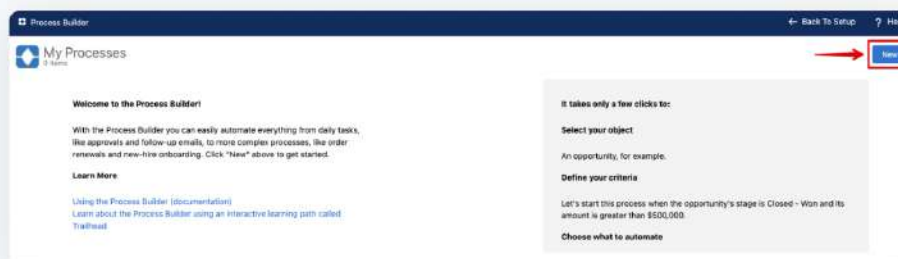 Process Builder
← Back To Setup
? He
My Processes
0 items
New
Welcome to the Process Builder!
With the Process Builder you can easily automate everything from daily tasks,
like approvals and follow-up emails, to more complex processes, like order
renewals and new-hire onboarding. Click "New" above to get started.
Learn More
Using the Process Builder (documentation)
Learn about the Process Builder using an interactive learning path called
Trailhead
It takes only a few clicks to:
Select your object
An opportunity, for example.
Define your criteria
Let's start this process when the opportunity's stage is Closed - Won and its
amount is greater than $500,000.
Choose what to automate